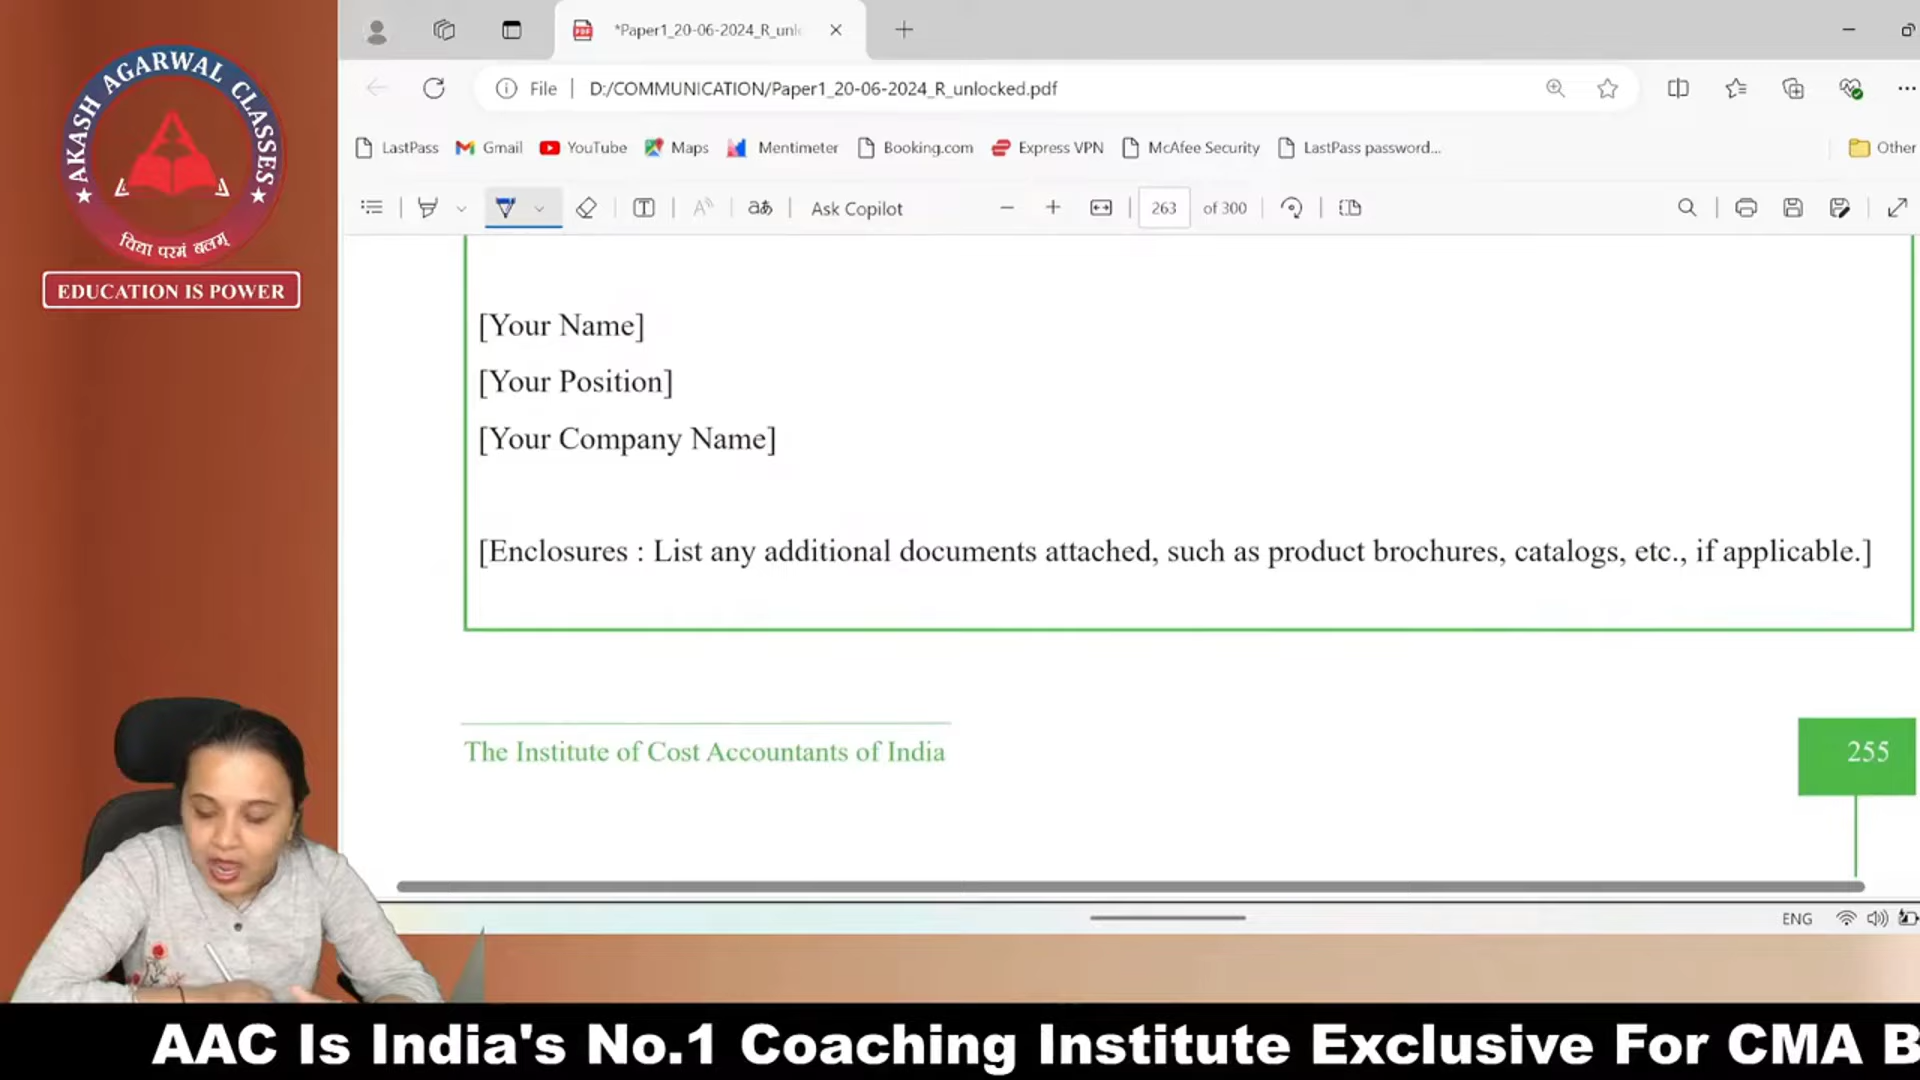 AKASH AGARWAL CLASSES
विद्या परमं बलम्
EDUCATION IS POWER
*Paper1_20-06-2024_R_unl
File
D:/COMMUNICATION/Paper1_20-06-2024_R_unlocked.pdf
LastPass
Gmail
YouTube
Maps
Mentimeter
Booking.com
Express VPN
McAfee Security
LastPass password...
Other
Ask Copilot
263
of 300
[Your Name]
[Your Position]
[Your Company Name]
[Enclosures : List any additional documents attached, such as product brochures, catalogs, etc., if applicable.]
The Institute of Cost Accountants of India
255
ENG
AAC Is India's No.1 Coaching Institute Exclusive For CMA B